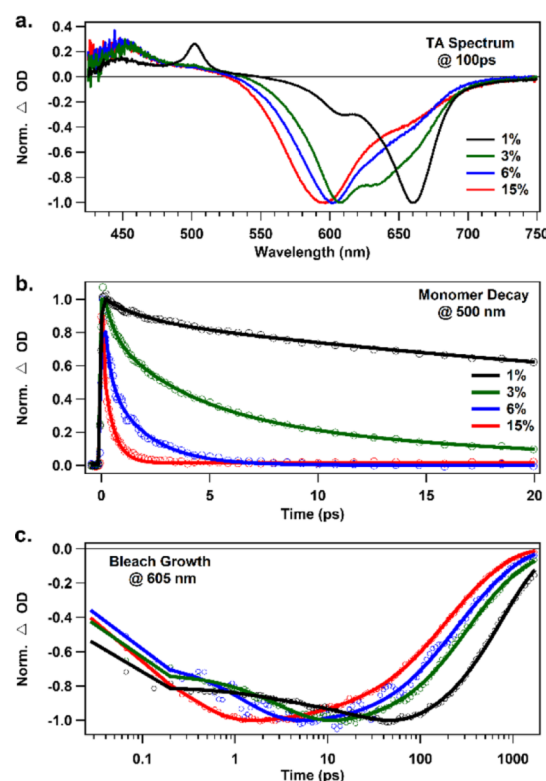 a.
TA Spectrum
@ 100ps
Norm. △ OD
0.4
0.2
0.0
-0.2
-0.4
-0.6
-0.8
-1.0
1%
3%
6%
15%
450 500 550 600 650 700 750
Wavelength (nm)
b.
Monomer Decay
@ 500 nm
Norm. △ OD
1.0
0.8
0.6
0.4
0.2
0.0
1%
3%
6%
15%
0 5 10 15 20
Time (ps)
c.
Bleach Growth
@ 605 nm
Norm. △ OD
0.0
-0.2
-0.4
-0.6
-0.8
-1.0
0.1 1 10 100 1000
Time (ps)